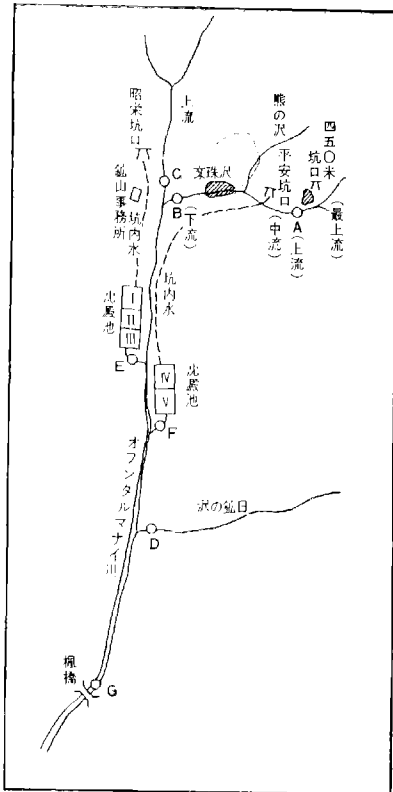 上流
昭栄坑口
鉱山事務所
坑内水
沈殿池
I
II
III
E
C
B
(下流)
文珠沢
熊の沢
平安坑口
(中流)
四五〇米
坑口
A
(上流)
(最上流)
坑内水
沈殿池
IV
V
F
オフンタルマナイ川
日鉱の沢
D
楓橋
G